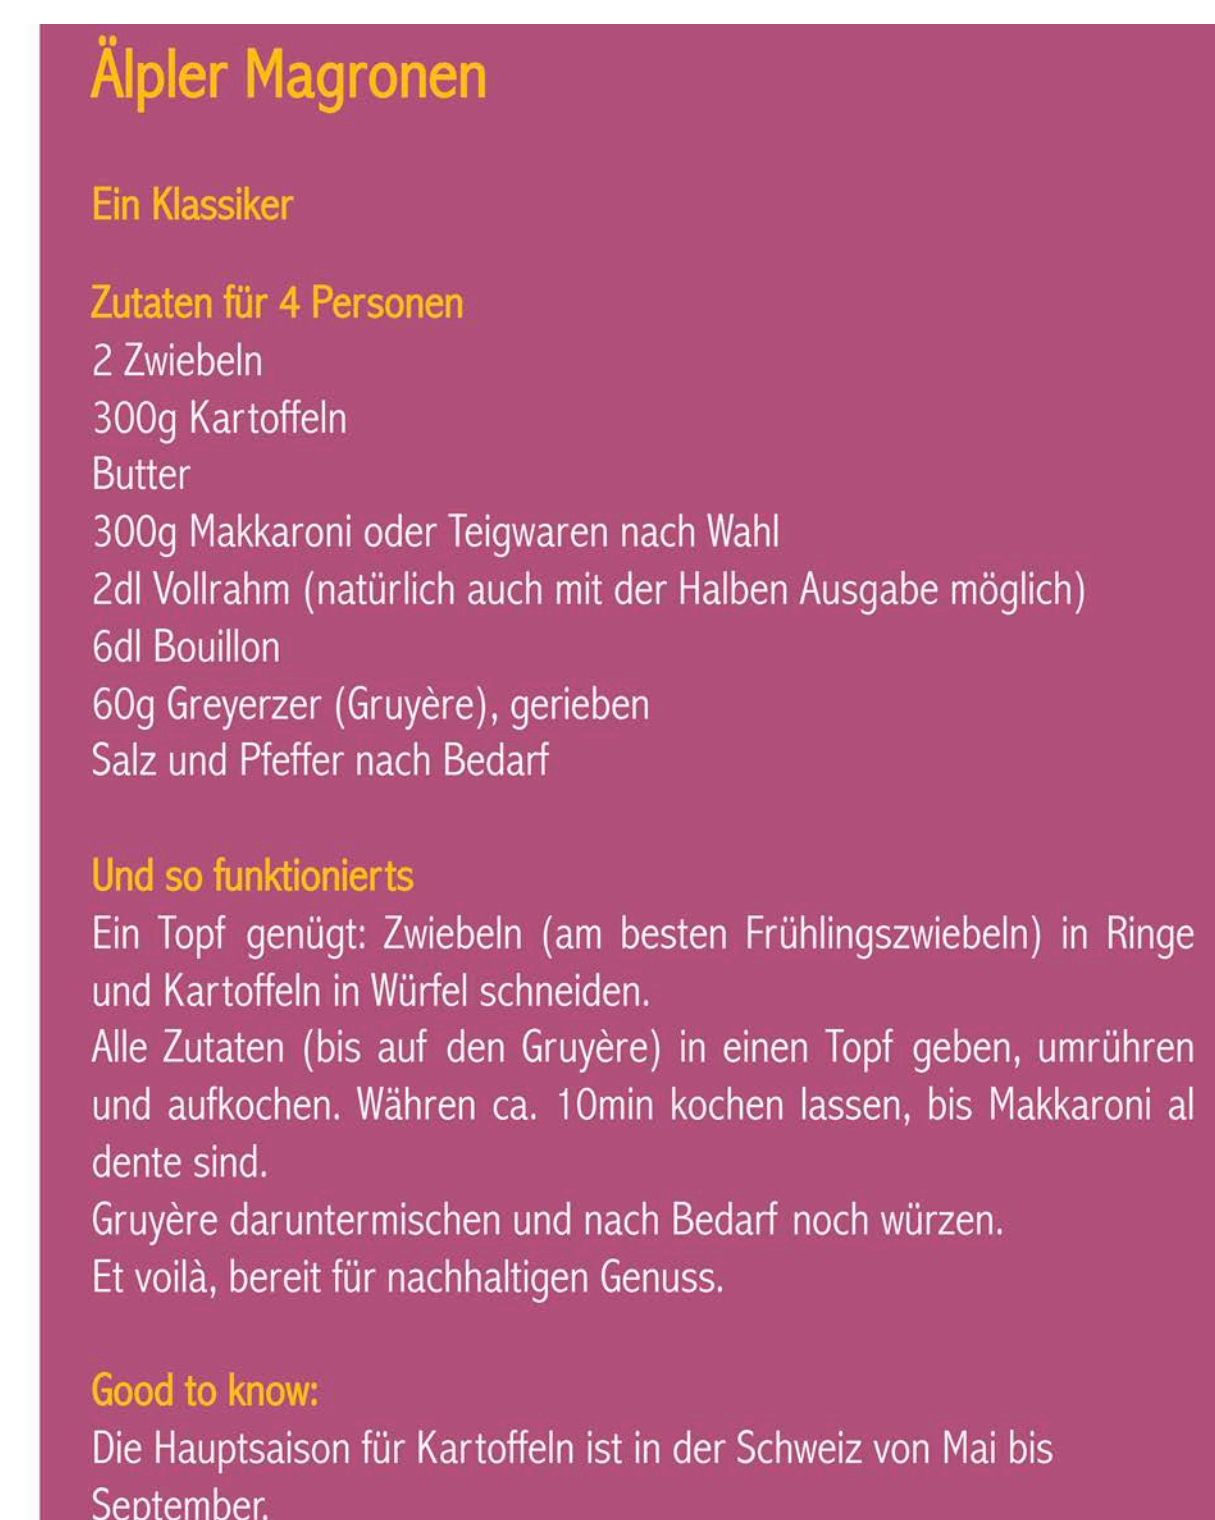 Älpler Magronen
Ein Klassiker
Zutaten für 4 Personen
2 Zwiebeln
300g Kartoffeln
Butter
300g Makkaroni oder Teigwaren nach Wahl
2dl Vollrahm (natürlich auch mit der Halben Ausgabe möglich)
6dl Bouillon
60g Greyerzer (Gruyère), gerieben
Salz und Pfeffer nach Bedarf
Und so funktionierts
Ein Topf genügt: Zwiebeln (am besten Frühlingszwiebeln) in Ringe
und Kartoffeln in Würfel schneiden.
Alle Zutaten (bis auf den Gruyère) in einen Topf geben, umrühren
und aufkochen. Währen ca. 10min kochen lassen, bis Makkaroni al
dente sind.
Gruyère daruntermischen und nach Bedarf noch würzen.
Et voilà, bereit für nachhaltigen Genuss.
Good to know:
Die Hauptsaison für Kartoffeln ist in der Schweiz von Mai bis
September.